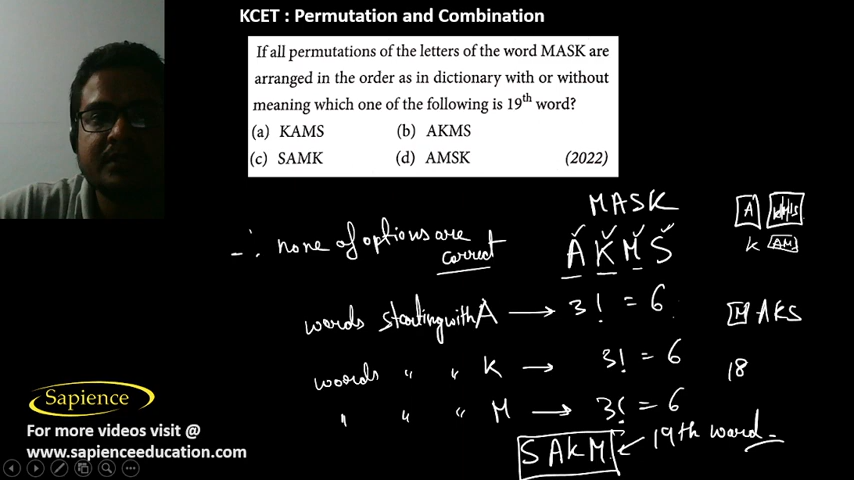 KCET : Permutation and Combination
If all permutations of the letters of the word MASK are
arranged in the order as in dictionary with or without
meaning which one of the following is 19th word?
(a) KAMS (b) AKMS
(c) SAMK (d) AMSK (2022)
MASK
A K M S
∴ none of options are
correct
A
K AM
words starting with A → 3! = 6
M AKS
words " " K → 3! = 6
18
" " " M → 3! = 6
SAKM ← 19th word
Sapience
For more videos visit @
www.sapienceeducation.com